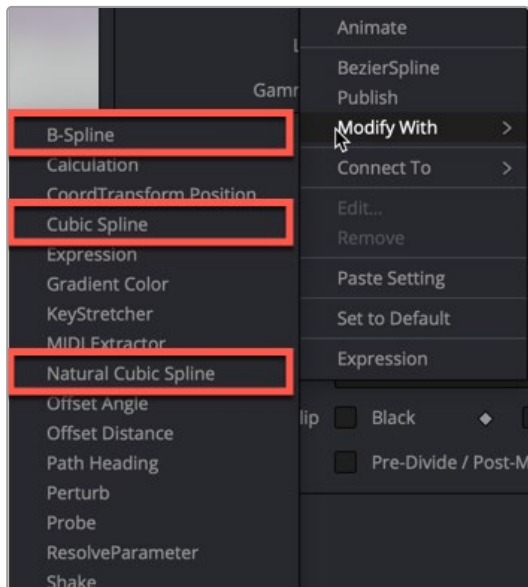 Animate
BezierSpline
Gamr
Publish
Modify With
Connect To
Edit...
Remove
Paste Setting
Set to Default
Expression
B-Spline
Calculation
CoordTransform Position
Cubic Spline
Expression
Gradient Color
KeyStretcher
MIDI Extractor
Natural Cubic Spline
Offset Angle
Offset Distance
Path Heading
Perturb
Probe
ResolveParameter
Shake
lip
Black
Pre-Divide / Post-M